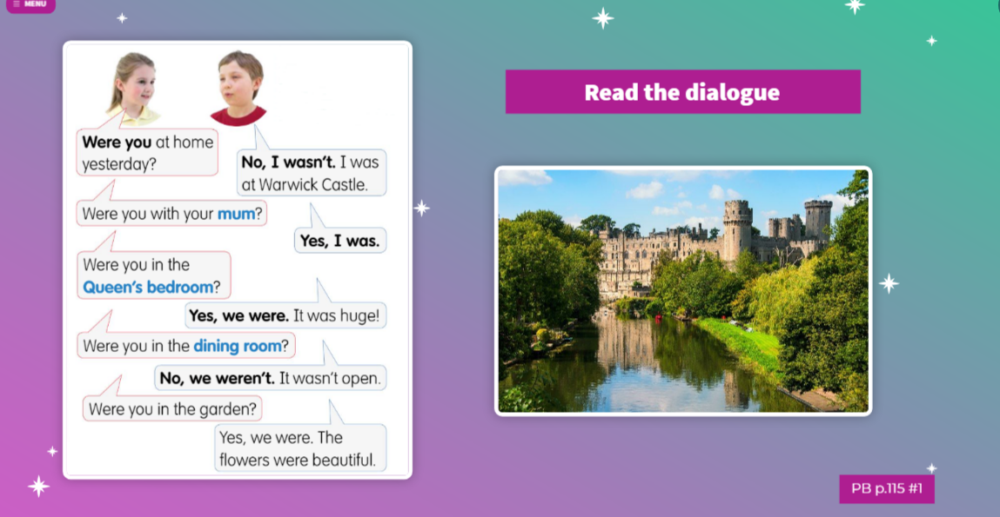 ≡ MENU
Were you at home
yesterday?
No, I wasn't. I was
at Warwick Castle.
Were you with your mum?
Yes, I was.
Were you in the
Queen's bedroom?
Yes, we were. It was huge!
Were you in the dining room?
No, we weren't. It wasn't open.
Were you in the garden?
Yes, we were. The
flowers were beautiful.
Read the dialogue
PB p.115 #1